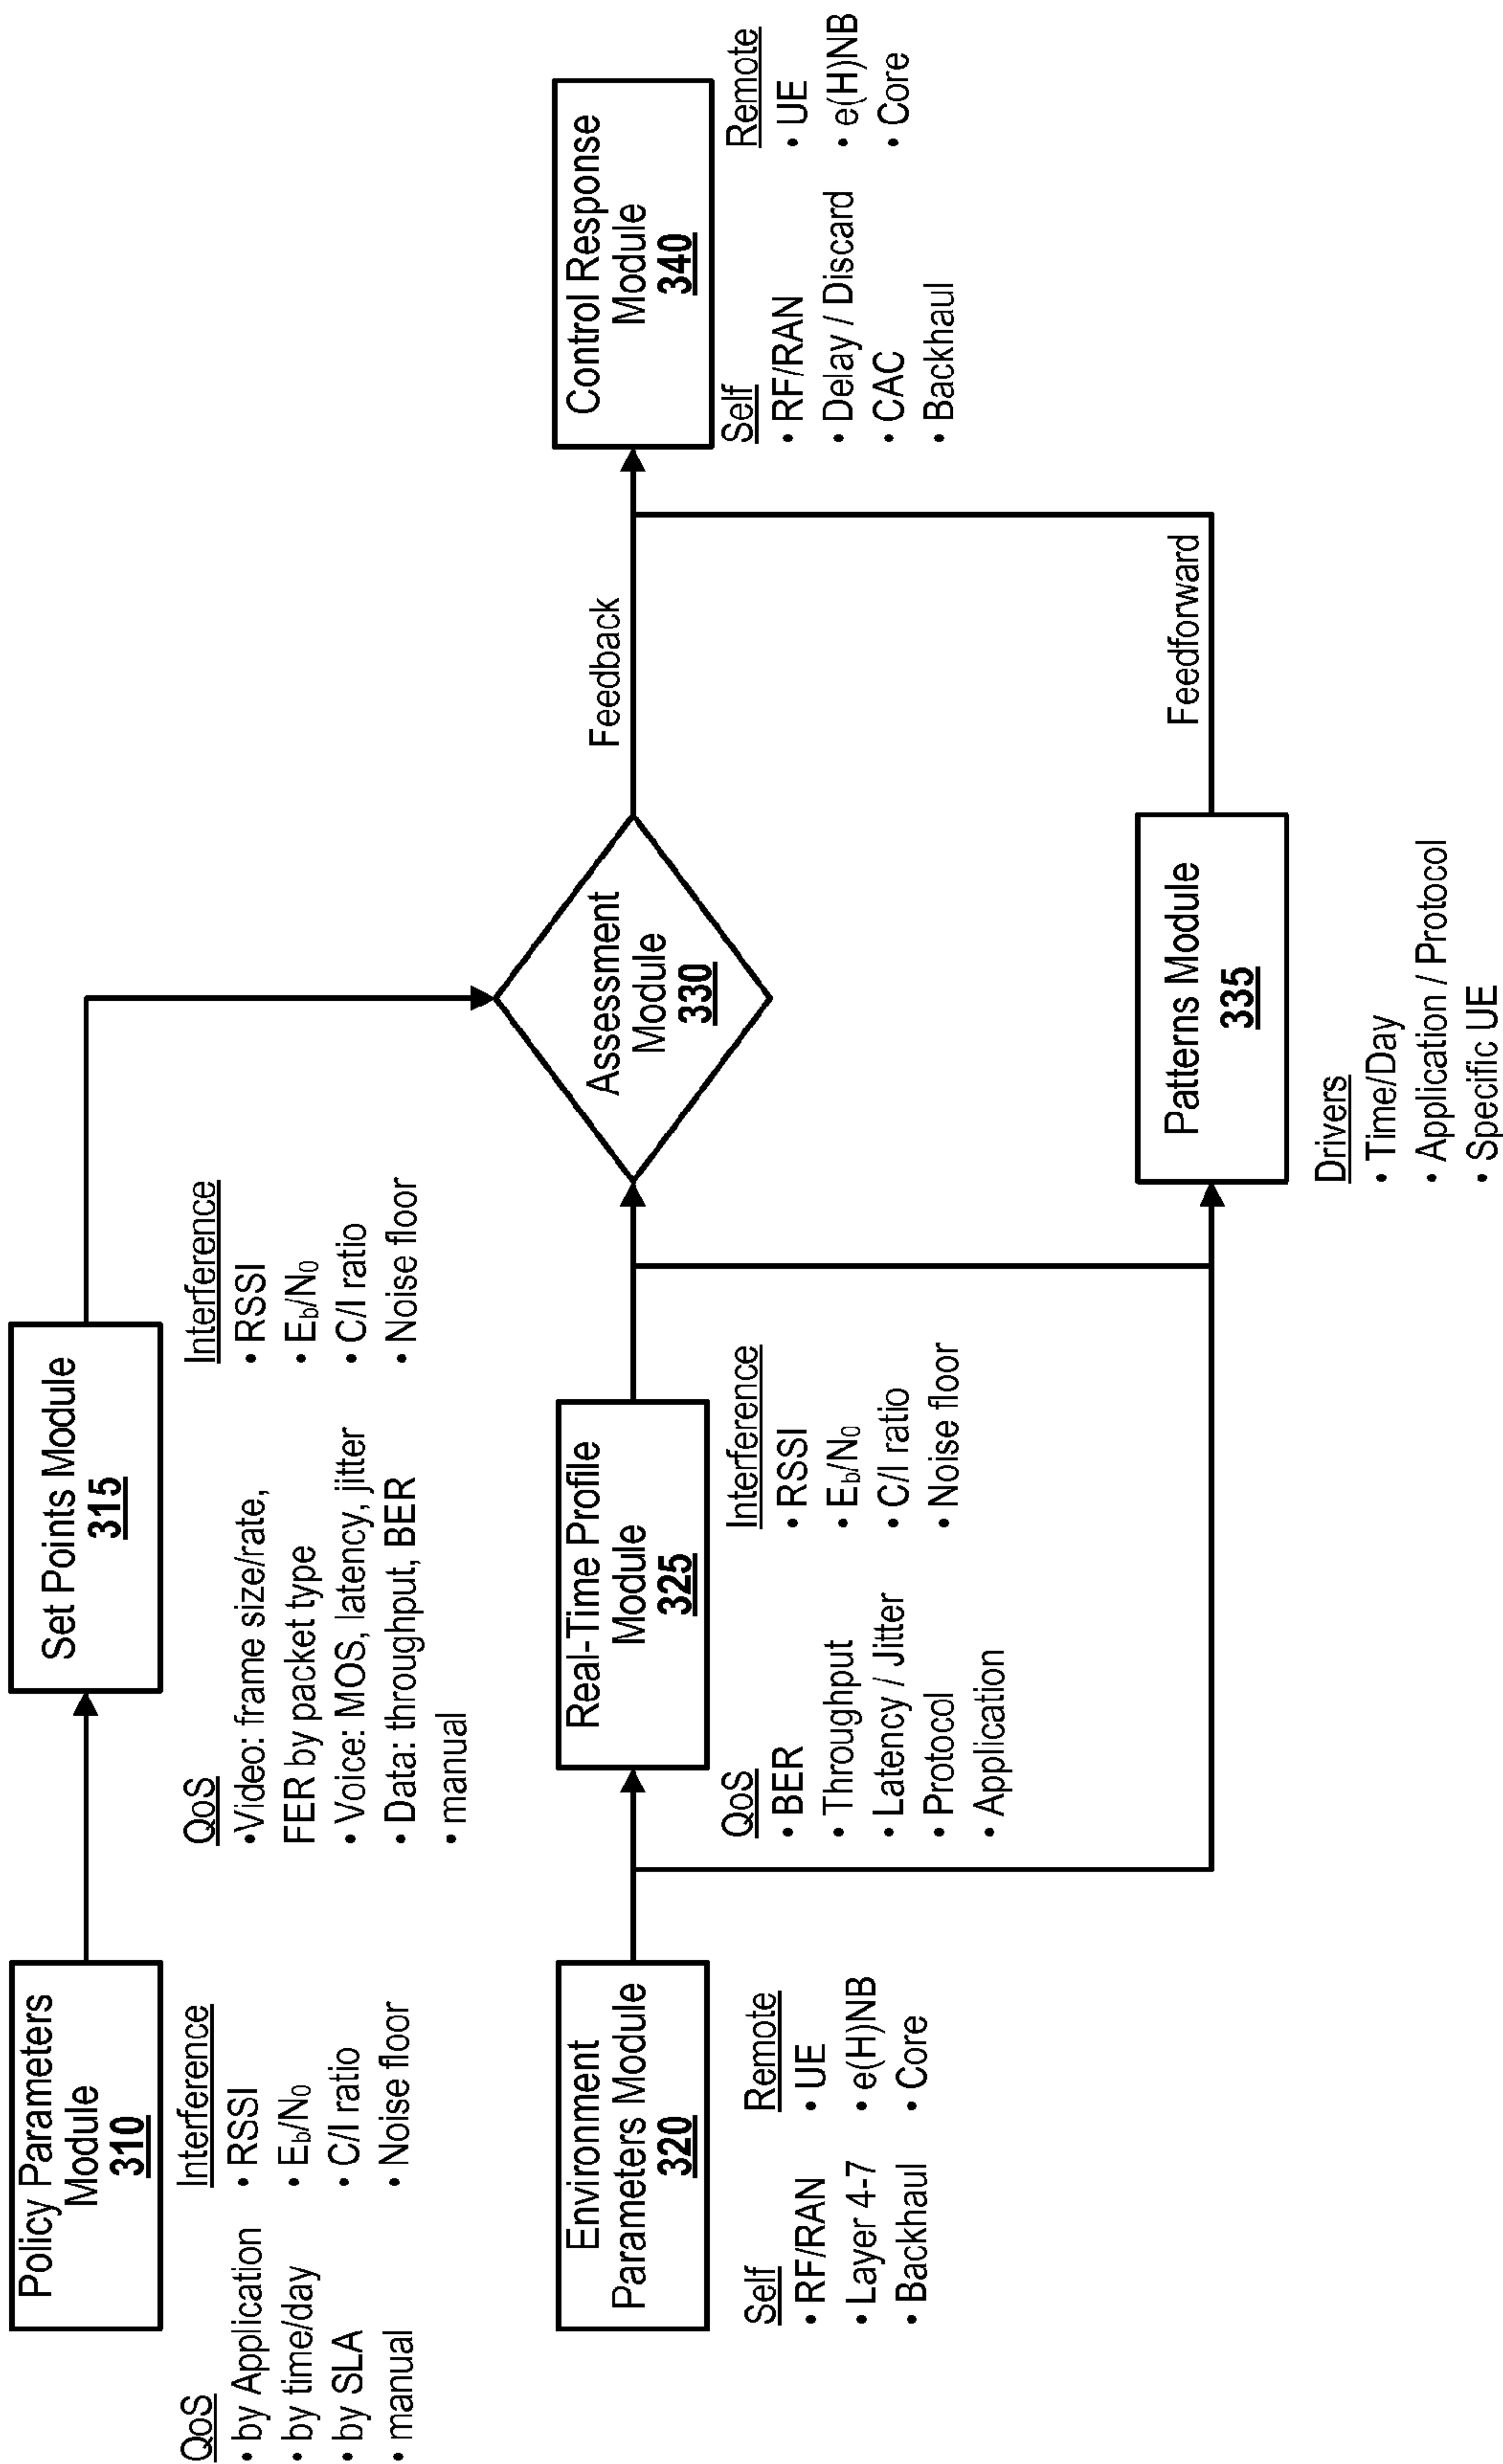 Policy Parameters
Module
310
QoS
• by Application
• by time/day
• by SLA
• manual
Interference
• RSSI
• Eb/N0
• C/I ratio
• Noise floor
Set Points Module
315
QoS
• Video: frame size/rate,
FER by packet type
• Voice: MOS, latency, jitter
• Data: throughput, BER
• manual
Interference
• RSSI
• Eb/N0
• C/I ratio
• Noise floor
Environment
Parameters Module
320
Self
• RF/RAN
• Layer 4-7
• Backhaul
Remote
• UE
• e(H)NB
• Core
Real-Time Profile
Module
325
QoS
• BER
• Throughput
• Latency / Jitter
• Protocol
• Application
Interference
• RSSI
• Eb/N0
• C/I ratio
• Noise floor
Assessment
Module
330
Feedback
Control Response
Module
340
Self
• RF/RAN
• Delay / Discard
• CAC
• Backhaul
Remote
• UE
• e(H)NB
• Core
Patterns Module
335
Feedforward
Drivers
• Time/Day
• Application / Protocol
• Specific UE